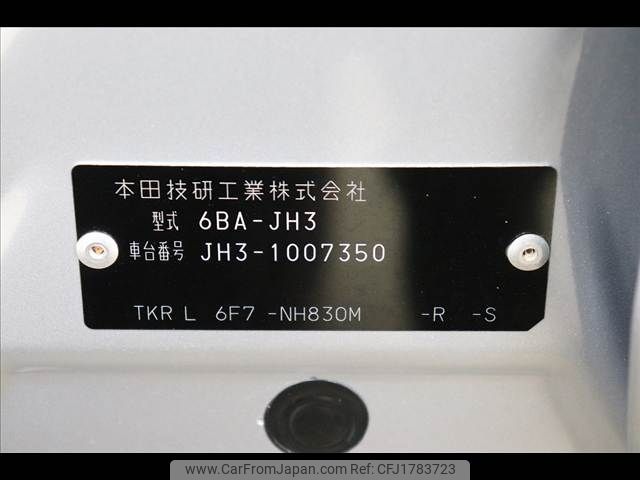 本田技研工業株式会社
型式 6BA-JH3
車台番号 JH3-1007350
TKR L 6F7 -NH830M -R -S
www.CarFromJapan.com Ref No:CFJ1783723